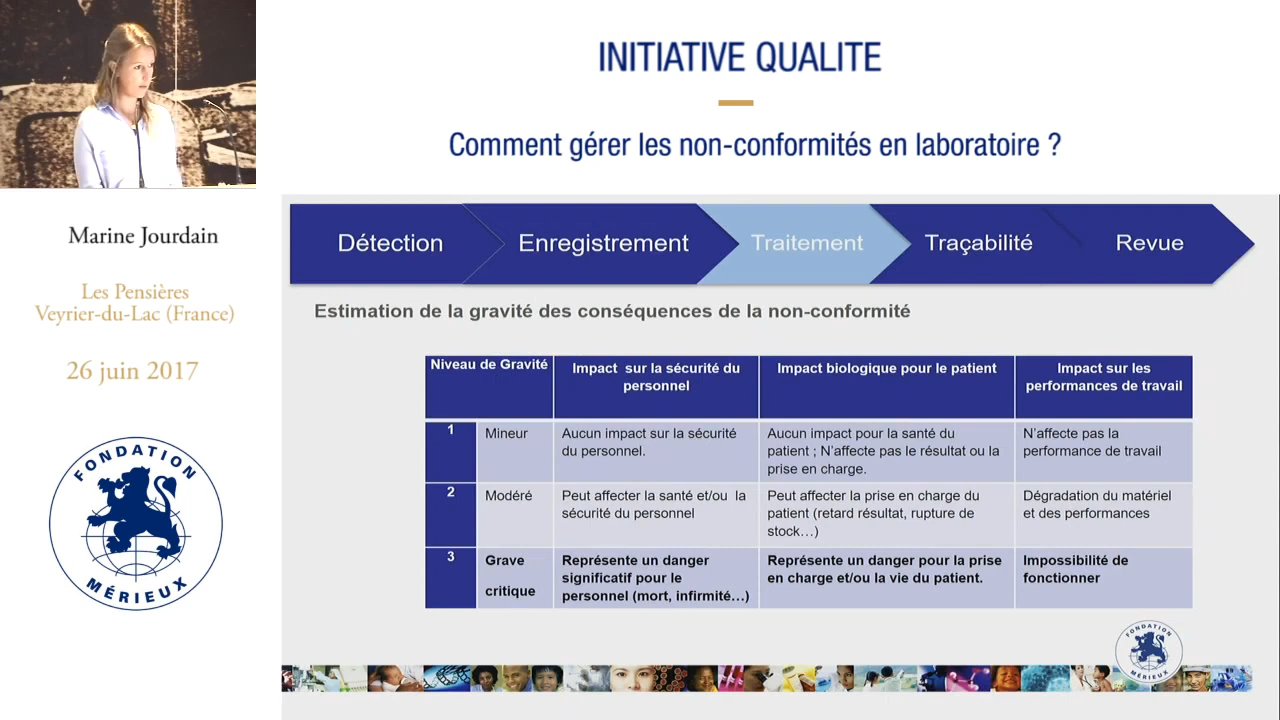 INITIATIVE QUALITE
Comment gérer les non-conformités en laboratoire ?
Marine Jourdain
Les Pensières
Veyrier-du-Lac (France)
26 juin 2017
FONDATION
MÉRIEUX
Détection
Enregistrement
Traitement
Traçabilité
Revue
Estimation de la gravité des conséquences de la non-conformité
Niveau de Gravité
Impact sur la sécurité du
personnel
Impact biologique pour le patient
Impact sur les
performances de travail
1
Mineur
Aucun impact sur la sécurité
du personnel.
Aucun impact pour la santé du
patient ; N'affecte pas le résultat ou la
prise en charge.
N'affecte pas la
performance de travail
2
Modéré
Peut affecter la santé et/ou la
sécurité du personnel
Peut affecter la prise en charge du
patient (retard résultat, rupture de
stock…)
Dégradation du matériel
et des performances
3
Grave
critique
Représente un danger
significatif pour le
personnel (mort, infirmité…)
Représente un danger pour la prise
en charge et/ou la vie du patient.
Impossibilité de
fonctionner
FONDATION
MÉRIEUX